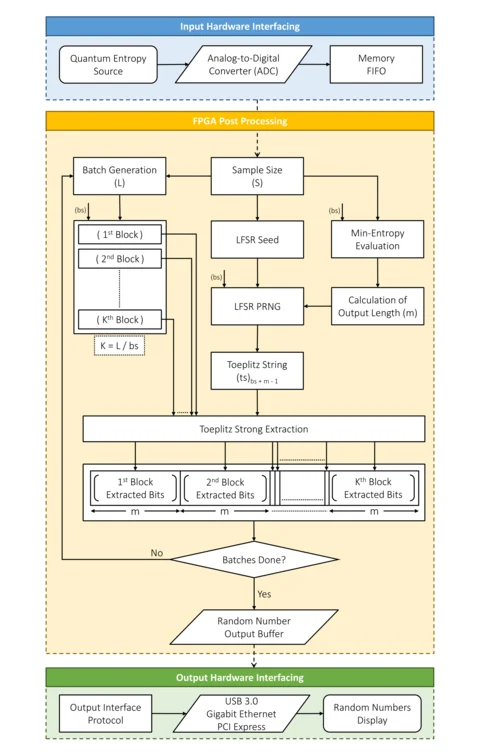 Input Hardware Interfacing
Quantum Entropy
Source
Analog-to-Digital
Converter (ADC)
Memory
FIFO
FPGA Post Processing
Batch Generation
(L)
Sample Size
(S)
(bs)
(bs)
( 1st Block )
( 2nd Block )
( Kth Block )
K = L / bs
LFSR Seed
Min-Entropy
Evaluation
(bs)
LFSR PRNG
Calculation of
Output Length (m)
Toeplitz String
(ts)bs + m - 1
Toeplitz Strong Extraction
1st Block
Extracted Bits
2nd Block
Extracted Bits
Kth Block
Extracted Bits
m
m
m
No
Batches Done?
Yes
Random Number
Output Buffer
Output Hardware Interfacing
Output Interface
Protocol
USB 3.0
Gigabit Ethernet
PCI Express
Random Numbers
Display